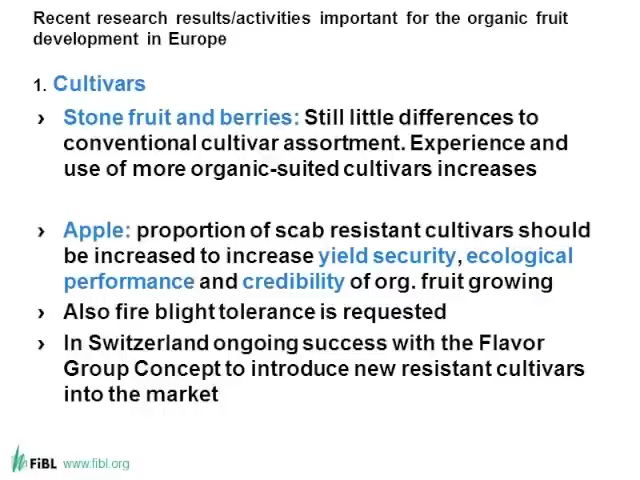 Recent research results/activities important for the organic fruit
development in Europe
1. Cultivars
› Stone fruit and berries: Still little differences to
conventional cultivar assortment. Experience and
use of more organic-suited cultivars increases
› Apple: proportion of scab resistant cultivars should
be increased to increase yield security, ecological
performance and credibility of org. fruit growing
› Also fire blight tolerance is requested
› In Switzerland ongoing success with the Flavor
Group Concept to introduce new resistant cultivars
into the market
FiBL www.fibl.org